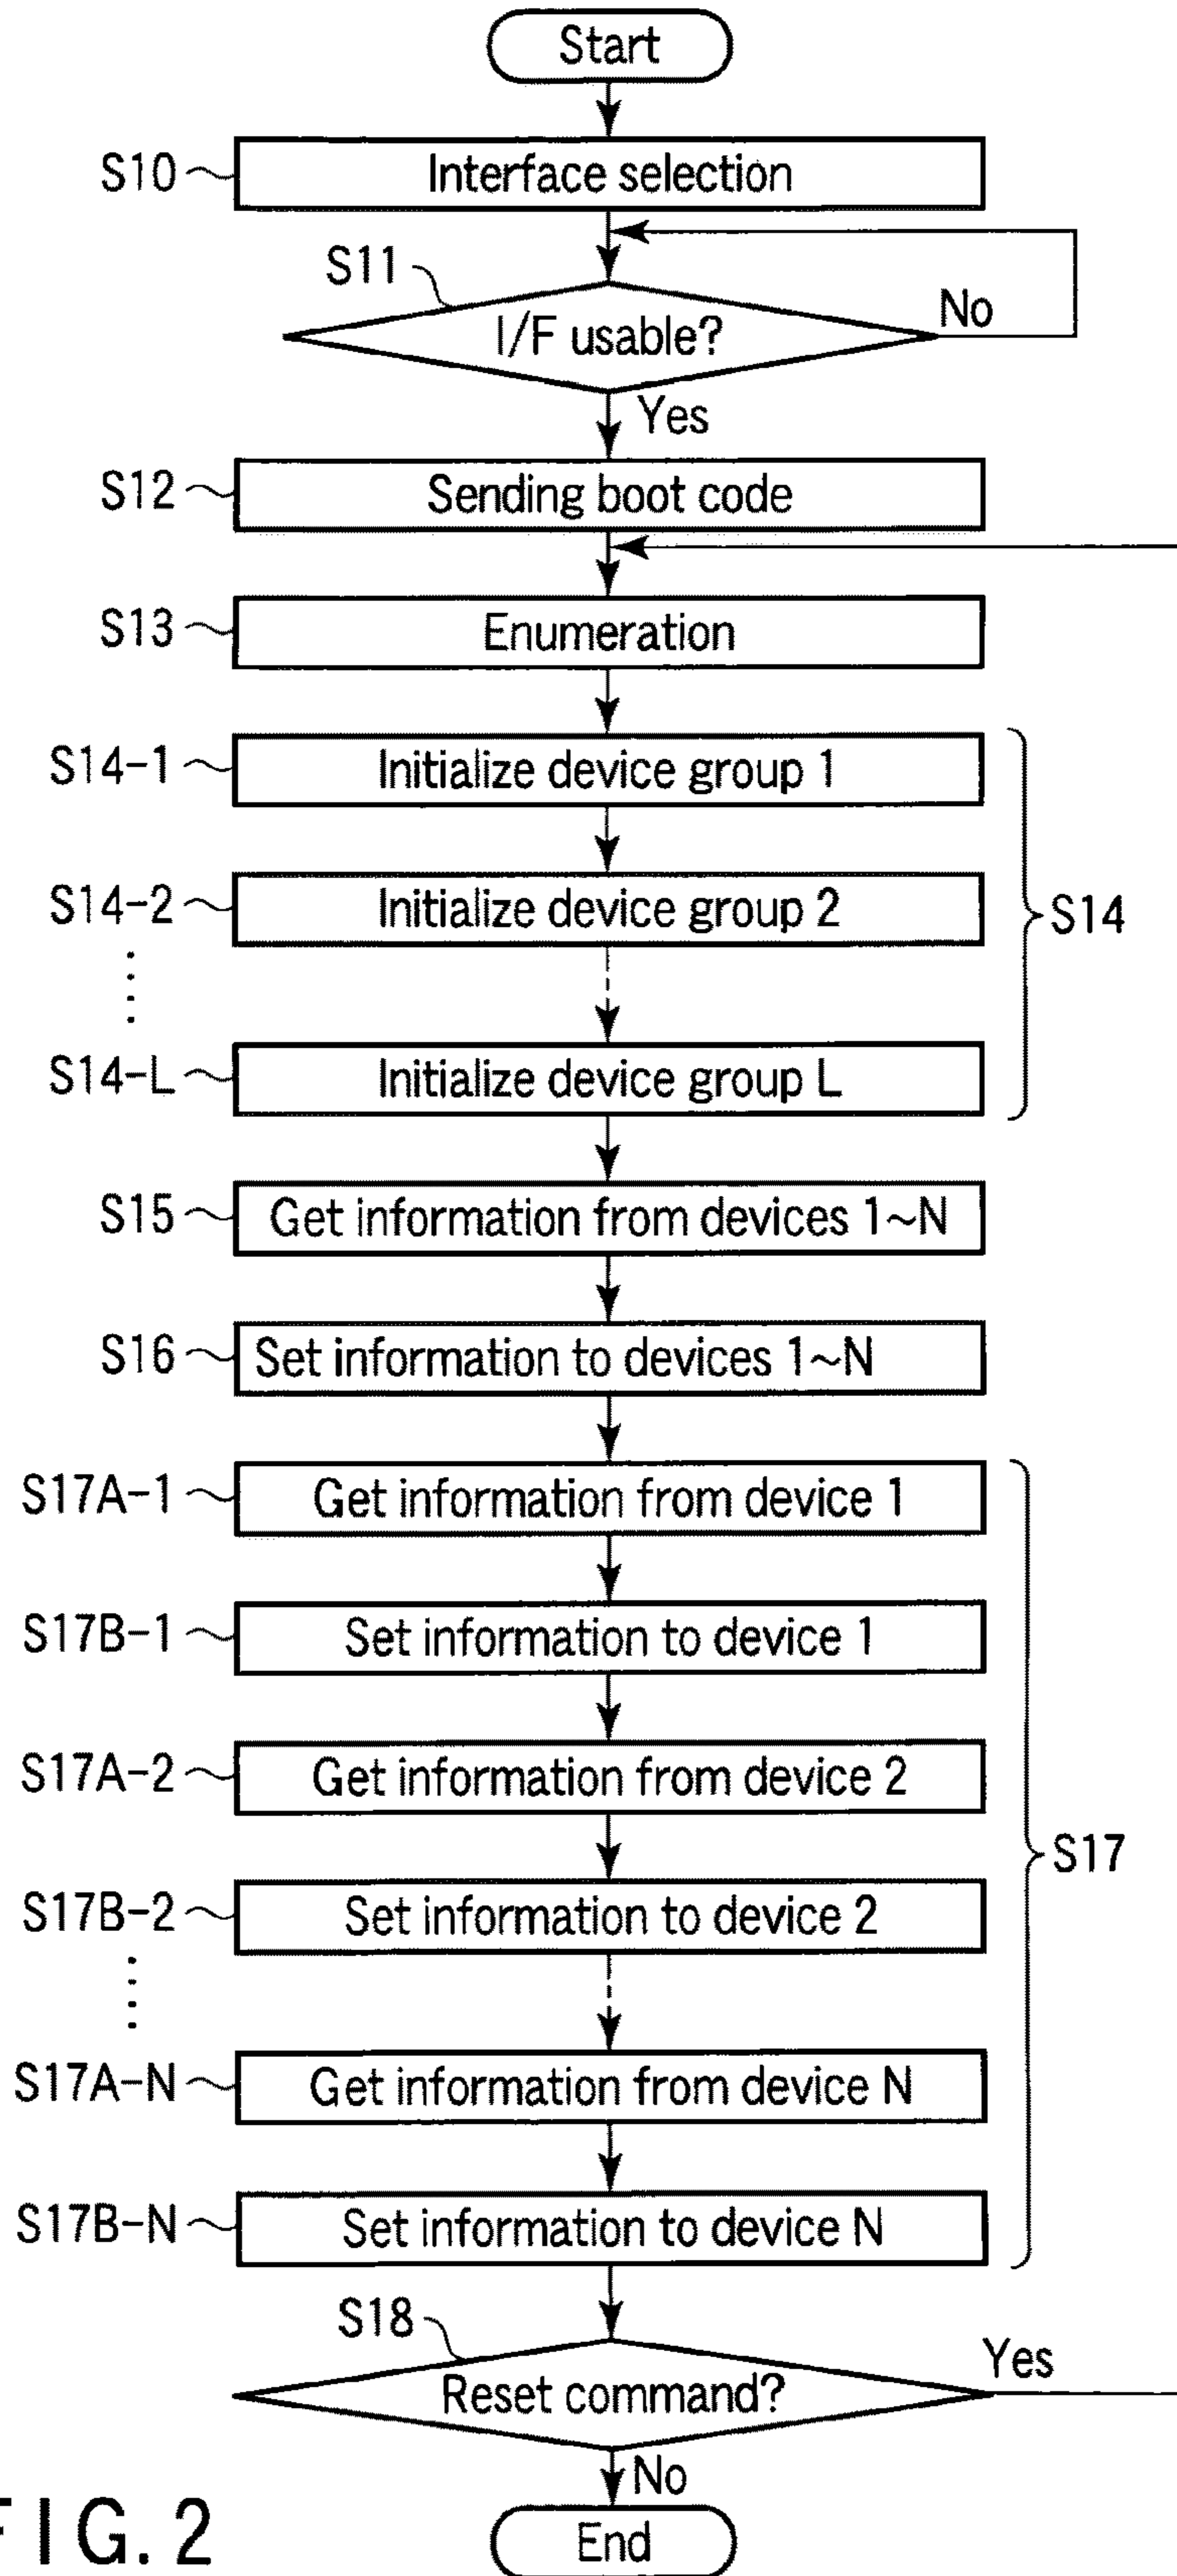 Start
S10 Interface selection
S11
I/F usable?
No
Yes
S12 Sending boot code
S13 Enumeration
S14-1 Initialize device group 1
S14-2 Initialize device group 2
S14
S14-L Initialize device group L
S15 Get information from devices 1~N
S16 Set information to devices 1~N
S17A-1 Get information from device 1
S17B-1 Set information to device 1
S17A-2 Get information from device 2
S17
S17B-2 Set information to device 2
S17A-N Get information from device N
S17B-N Set information to device N
S18
Reset command?
Yes
No
End
FIG. 2